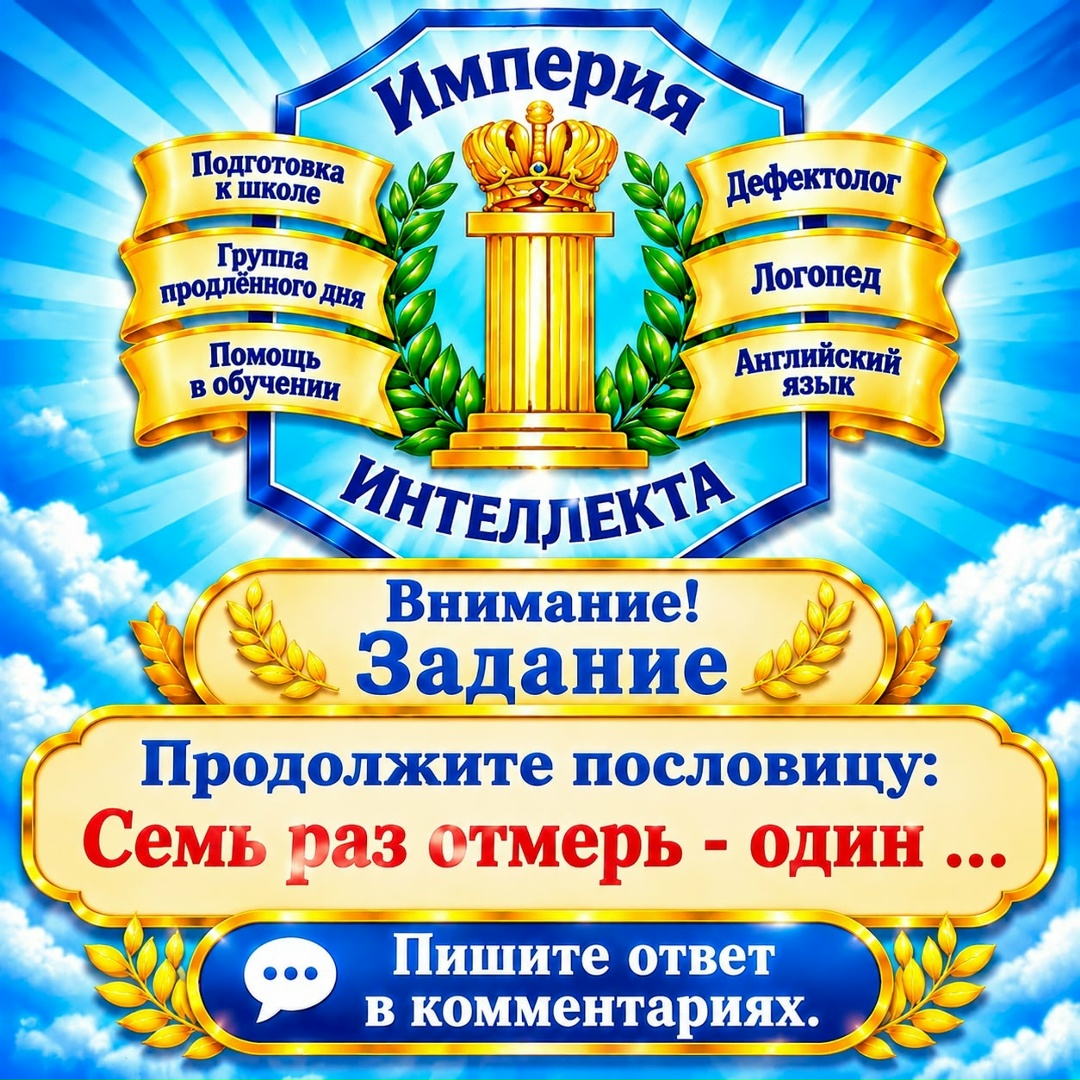 Империя
Подготовка
к школе
Группа
продлённого дня
Помощь
в обучении
Дефектолог
Логопед
Английский
язык
ИНТЕЛЛЕКТА
Внимание!
Задание
Продолжите пословицу:
Семь раз отмерь - один ...
Пишите ответ
в комментариях.